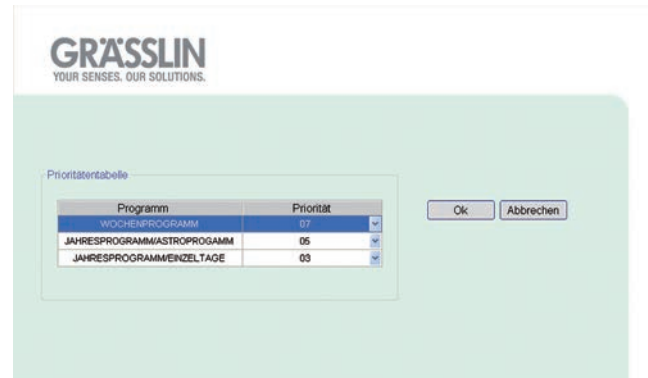 GRÄSSLIN
YOUR SENSES. OUR SOLUTIONS.
Prioritätentabelle
Programm Priorität
WOCHENPROGRAMM 07
JAHRESPROGRAMM/ASTROPROGAMM 05
JAHRESPROGRAMM/EINZELTAGE 03
Ok Abbrechen